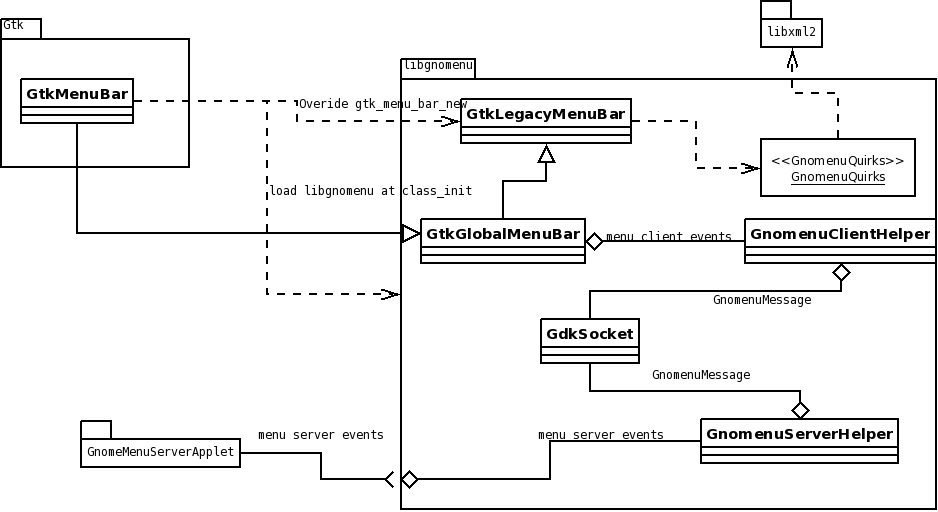 Gtk
libxml2
libgnomenu
GtkMenuBar
Overide gtk_menu_bar_new
GtkLegacyMenuBar
<<GnomenuQuirks>>
GnomenuQuirks
load libgnomenu at class_init
GtkGlobalMenuBar
menu client events
GnomenuClientHelper
GnomenuMessage
GdkSocket
GnomenuMessage
menu server events
menu server events
GnomenuServerHelper
GnomeMenuServerApplet